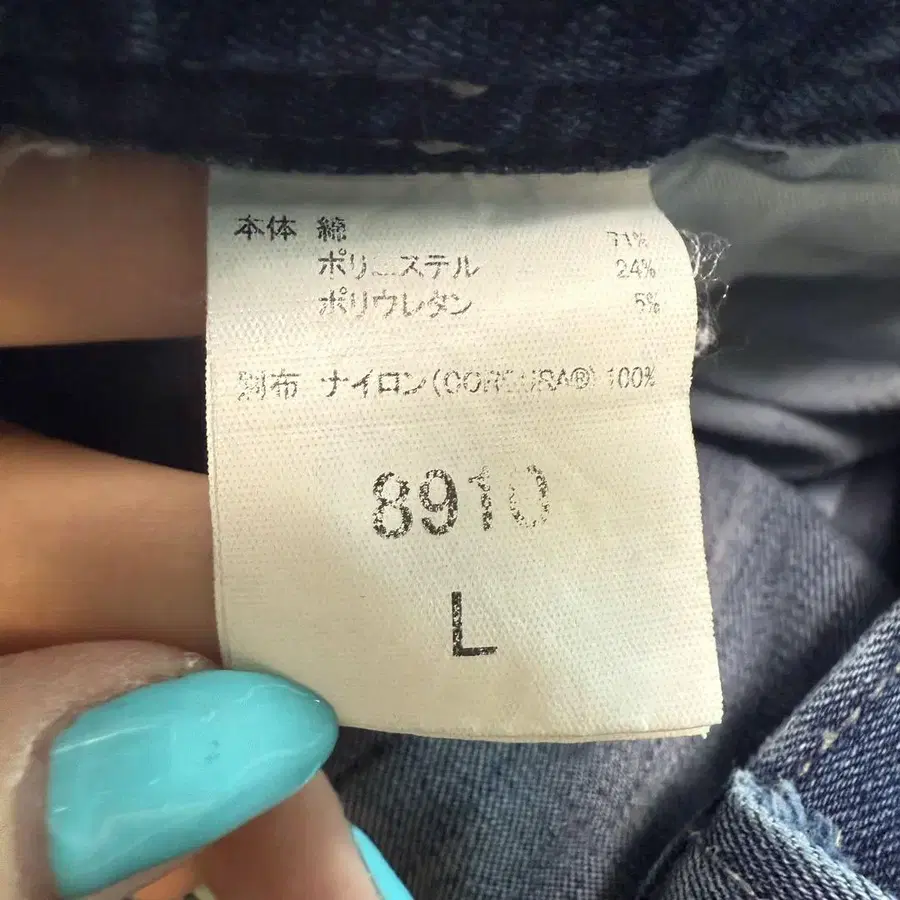 本体 綿 71%
ポリエステル 24%
ポリウレタン 5%
別布 ナイロン(CORDURA®) 100%
8910
L